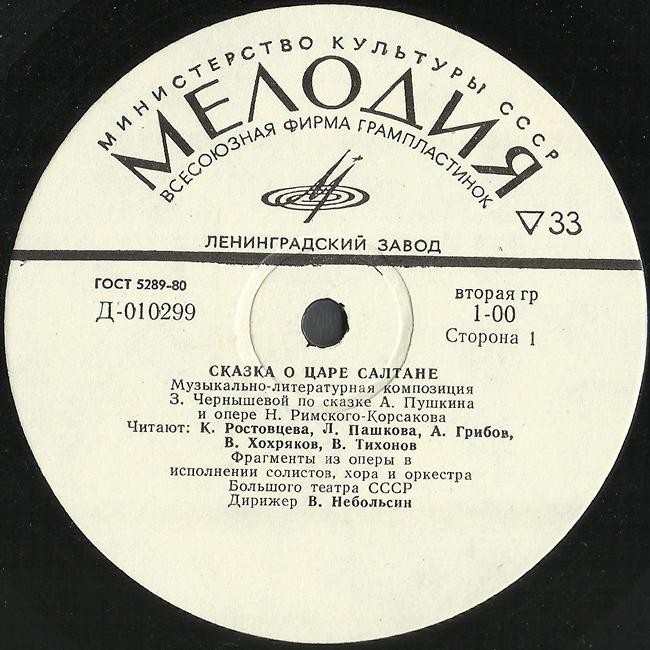 МИНИСТЕРСТВО КУЛЬТУРЫ СССР
МЕЛОДИЯ
ВСЕСОЮЗНАЯ ФИРМА ГРАМПЛАСТИНОК
▽33
ЛЕНИНГРАДСКИЙ ЗАВОД
ГОСТ 5289-80
Д-010299
вторая гр
1-00
Сторона 1
СКАЗКА О ЦАРЕ САЛТАНЕ
Музыкально-литературная композиция
З. Чернышевой по сказке А. Пушкина
и опере Н. Римского-Корсакова
Читают: К. Ростовцева, Л. Пашкова, А. Грибов,
В. Хохряков, В. Тихонов
Фрагменты из оперы в
исполнении солистов, хора и оркестра
Большого театра СССР
Дирижер В. Небольсин